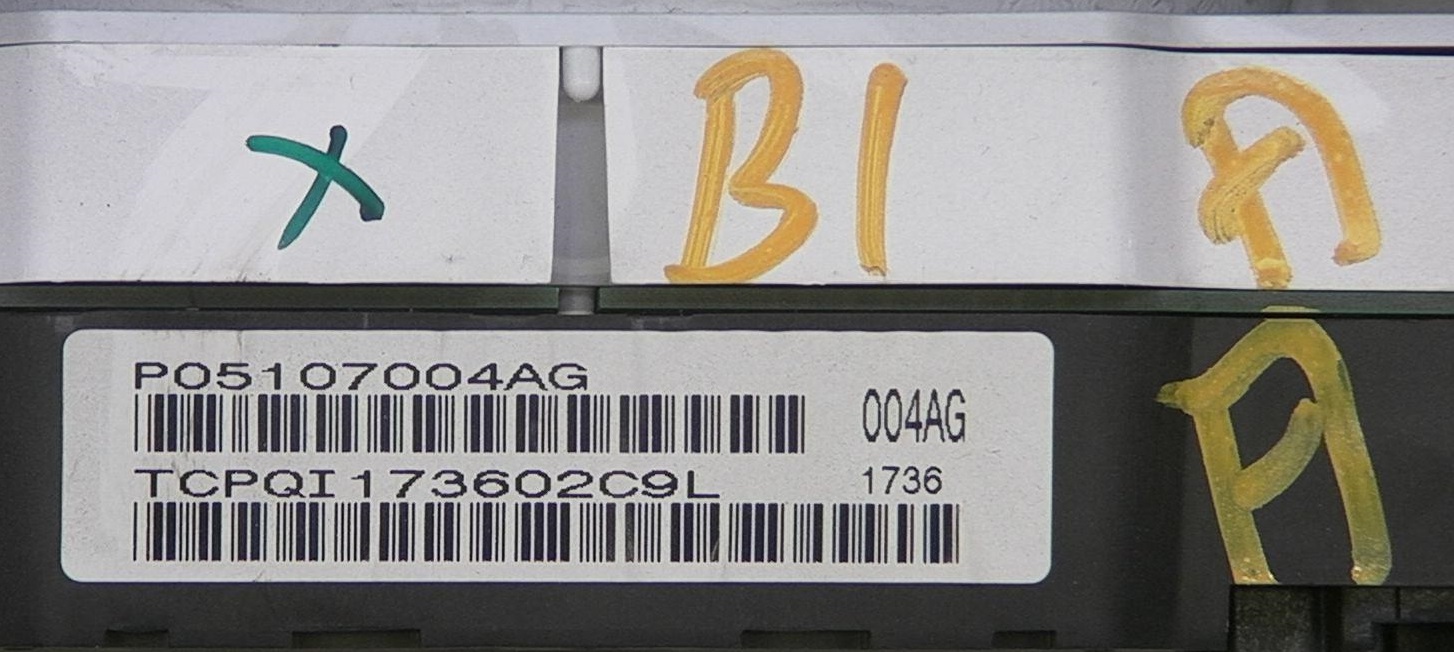 X B1 A
A
P05107004AG
004AG
TCPQI173602C9L
1736